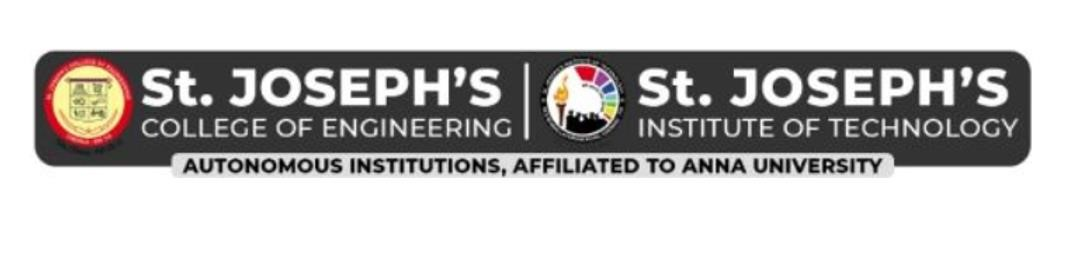 St. JOSEPH'S
COLLEGE OF ENGINEERING
St. JOSEPH'S
INSTITUTE OF TECHNOLOGY
AUTONOMOUS INSTITUTIONS, AFFILIATED TO ANNA UNIVERSITY